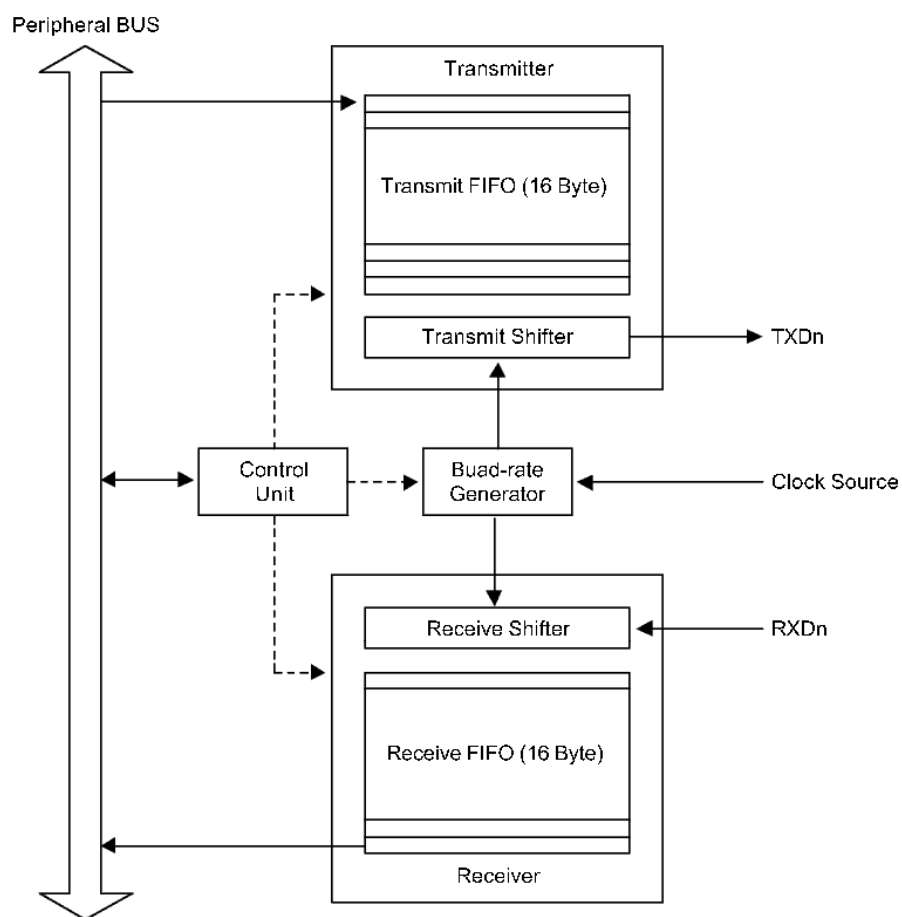 Peripheral BUS
Transmitter
Transmit FIFO (16 Byte)
Transmit Shifter
TXDn
Control
Unit
Buad-rate
Generator
Clock Source
Receive Shifter
RXDn
Receive FIFO (16 Byte)
Receiver